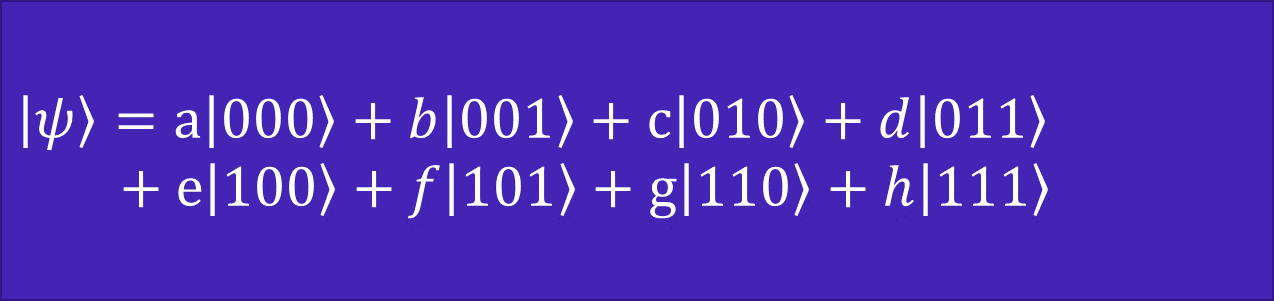 |ψ⟩ = a|000⟩ + b|001⟩ + c|010⟩ + d|011⟩
+ e|100⟩ + f|101⟩ + g|110⟩ + h|111⟩